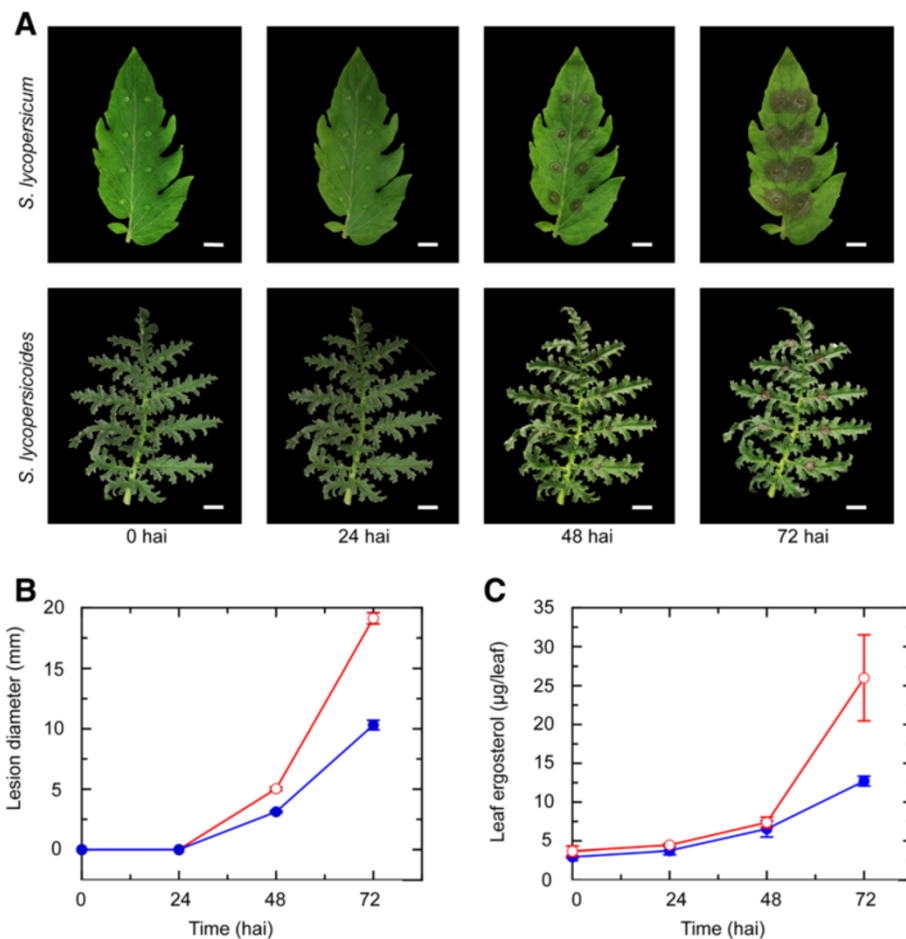 A
S. lycopersicum
S. lycopersicoides
0 hai
24 hai
48 hai
72 hai
B
Lesion diameter (mm)
20
15
10
5
0
0
24
48
72
Time (hai)
C
Leaf ergosterol (µg/leaf)
35
30
25
20
15
10
5
0
0
24
48
72
Time (hai)